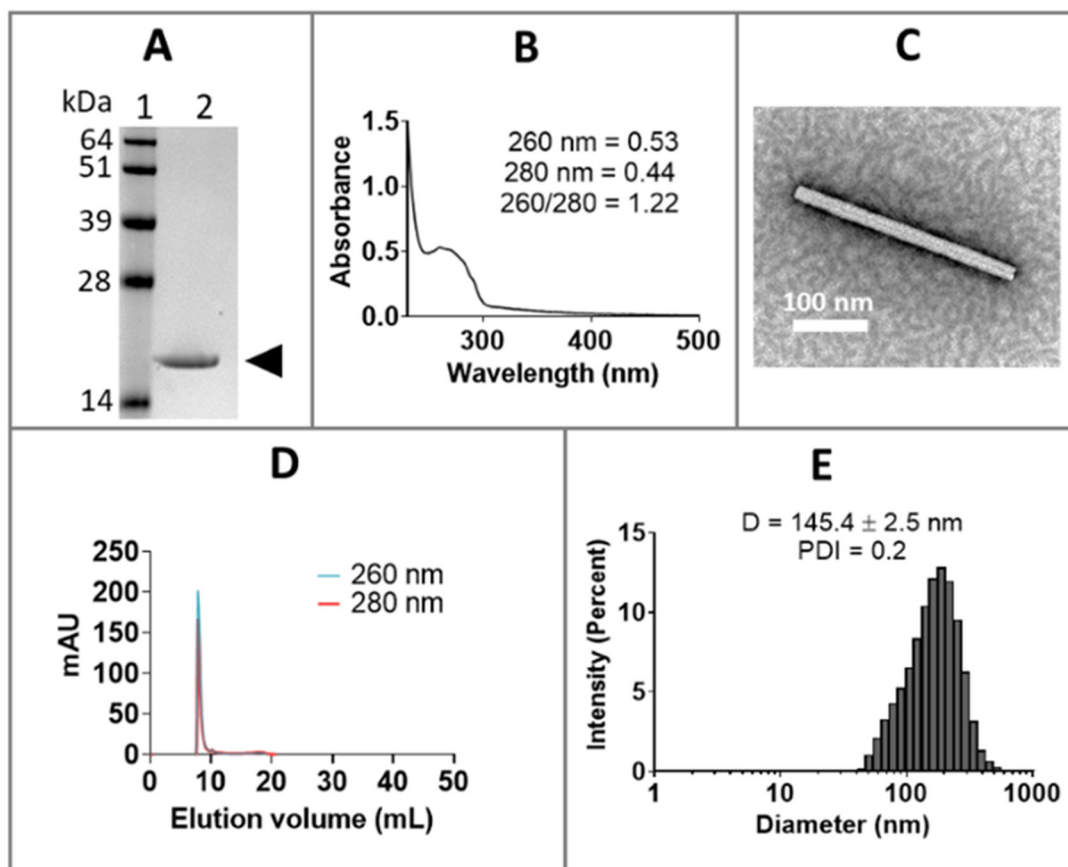 A
kDa 1 2
64
51
39
28
14
B
1.5
1.0
0.5
0.0
Absorbance
260 nm = 0.53
280 nm = 0.44
260/280 = 1.22
300 400 500
Wavelength (nm)
C
100 nm
D
250
200
150
100
50
0
mAU
260 nm
280 nm
0 10 20 30 40 50
Elution volume (mL)
E
D = 145.4 ± 2.5 nm
PDI = 0.2
15
10
5
0
Intensity (Percent)
1 10 100 1000
Diameter (nm)